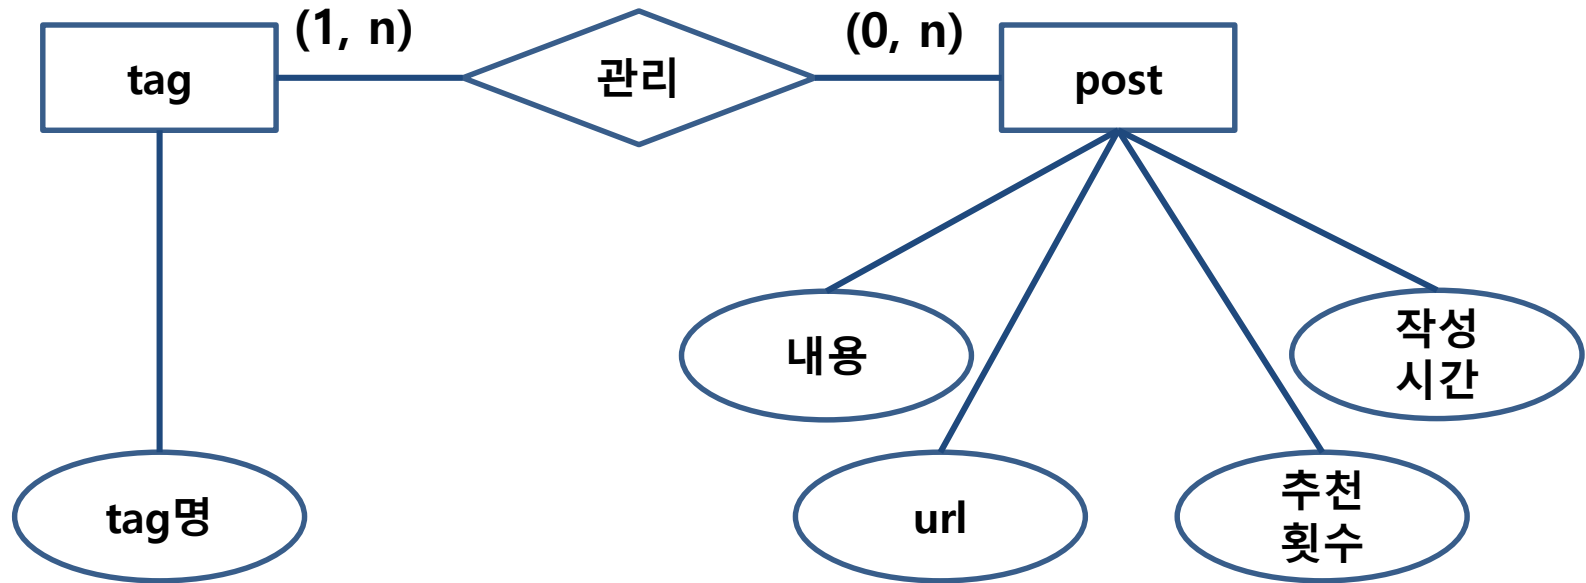 (1, n)
(0, n)
tag
관리
post
내용
작성
시간
tag명
url
추천
횟수